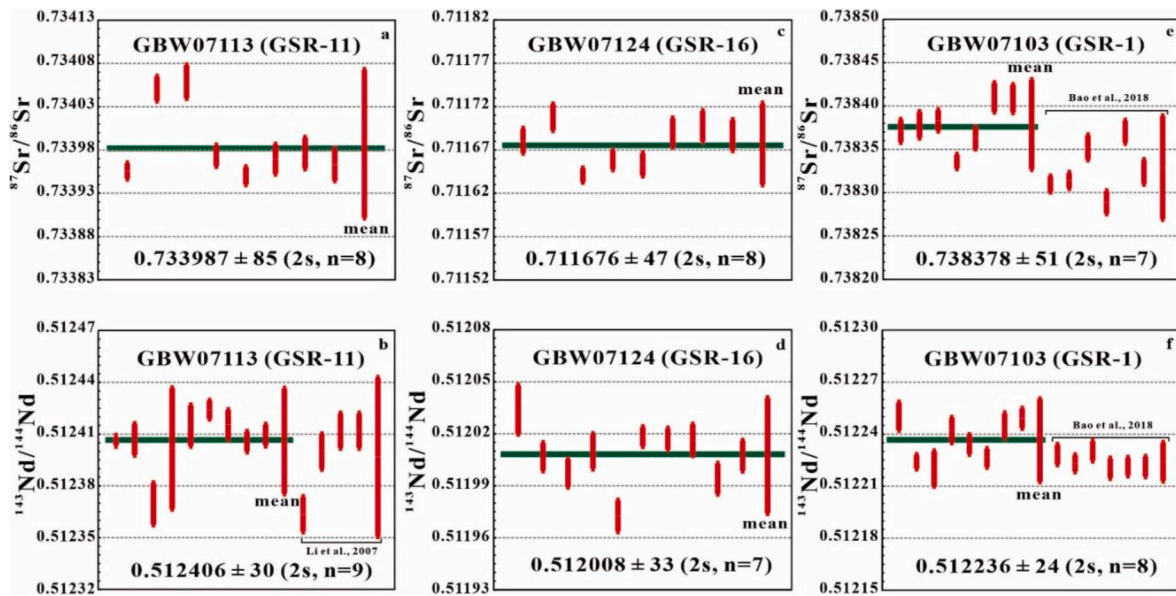 GBW07113 (GSR-11)
a
⁸⁷Sr/⁸⁶Sr
0.73413
0.73408
0.73403
0.73398
0.73393
0.73388
0.73383
mean
0.733987 ± 85 (2s, n=8)
GBW07124 (GSR-16)
c
⁸⁷Sr/⁸⁶Sr
0.71182
0.71177
0.71172
0.71167
0.71162
0.71157
0.71152
mean
0.711676 ± 47 (2s, n=8)
GBW07103 (GSR-1)
e
⁸⁷Sr/⁸⁶Sr
0.73850
0.73845
0.73840
0.73835
0.73830
0.73825
0.73820
mean
Bao et al., 2018
0.738378 ± 51 (2s, n=7)
GBW07113 (GSR-11)
b
¹⁴³Nd/¹⁴⁴Nd
0.51247
0.51244
0.51241
0.51238
0.51235
0.51232
mean
Li et al., 2007
0.512406 ± 30 (2s, n=9)
GBW07124 (GSR-16)
d
¹⁴³Nd/¹⁴⁴Nd
0.51208
0.51205
0.51202
0.51199
0.51196
0.51193
mean
0.512008 ± 33 (2s, n=7)
GBW07103 (GSR-1)
f
¹⁴³Nd/¹⁴⁴Nd
0.51230
0.51227
0.51224
0.51221
0.51218
0.51215
mean
Bao et al., 2018
0.512236 ± 24 (2s, n=8)